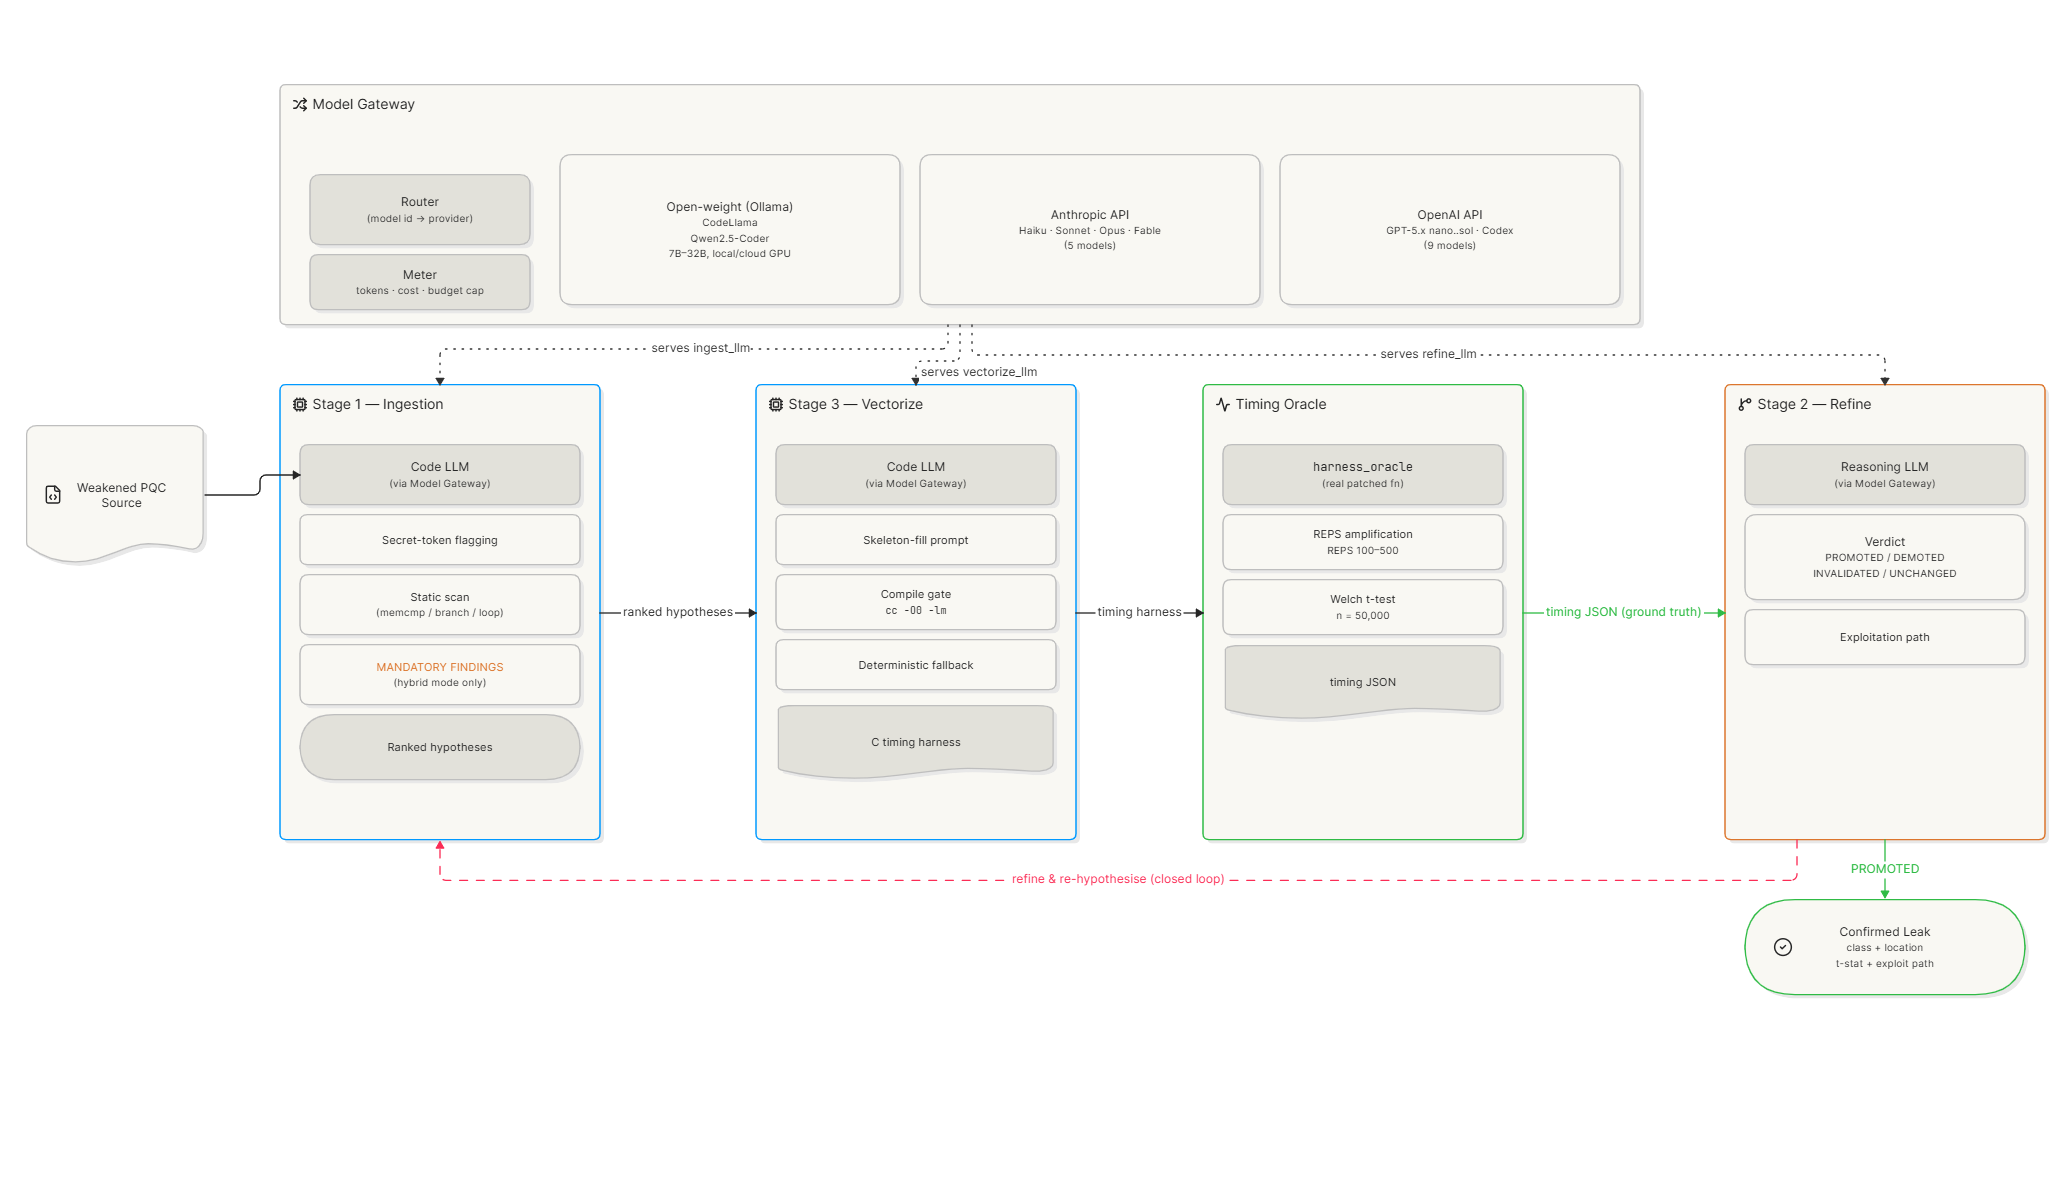 Model Gateway
Router
(model id → provider)
Meter
tokens · cost · budget cap
Open-weight (Ollama)
CodeLlama
Qwen2.5-Coder
7B–32B, local/cloud GPU
Anthropic API
Haiku · Sonnet · Opus · Fable
(5 models)
OpenAI API
GPT-5.x nano..sol · Codex
(9 models)
serves ingest_llm
serves vectorize_llm
serves refine_llm
Weakened PQC
Source
Stage 1 — Ingestion
Code LLM
(via Model Gateway)
Secret-token flagging
Static scan
(memcmp / branch / loop)
MANDATORY FINDINGS
(hybrid mode only)
Ranked hypotheses
ranked hypotheses
Stage 3 — Vectorize
Code LLM
(via Model Gateway)
Skeleton-fill prompt
Compile gate
cc -O0 -lm
Deterministic fallback
C timing harness
timing harness
Timing Oracle
harness_oracle
(real patched fn)
REPS amplification
REPS 100–500
Welch t-test
n = 50,000
timing JSON
timing JSON (ground truth)
Stage 2 — Refine
Reasoning LLM
(via Model Gateway)
Verdict
PROMOTED / DEMOTED
INVALIDATED / UNCHANGED
Exploitation path
refine & re-hypothesise (closed loop)
PROMOTED
Confirmed Leak
class + location
t-stat + exploit path